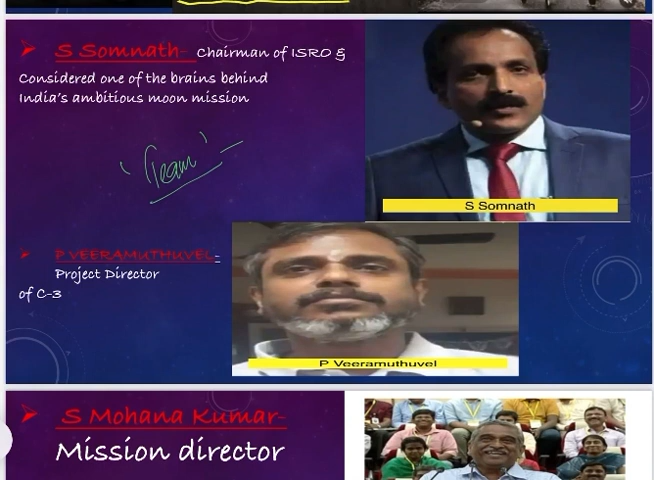 S Somnath- Chairman of ISRO &
Considered one of the brains behind
India's ambitious moon mission
'Team' -
S Somnath
P VEERAMUTHUVEL-
Project Director
of C-3
P Veeramuthuvel
S Mohana Kumar-
Mission director